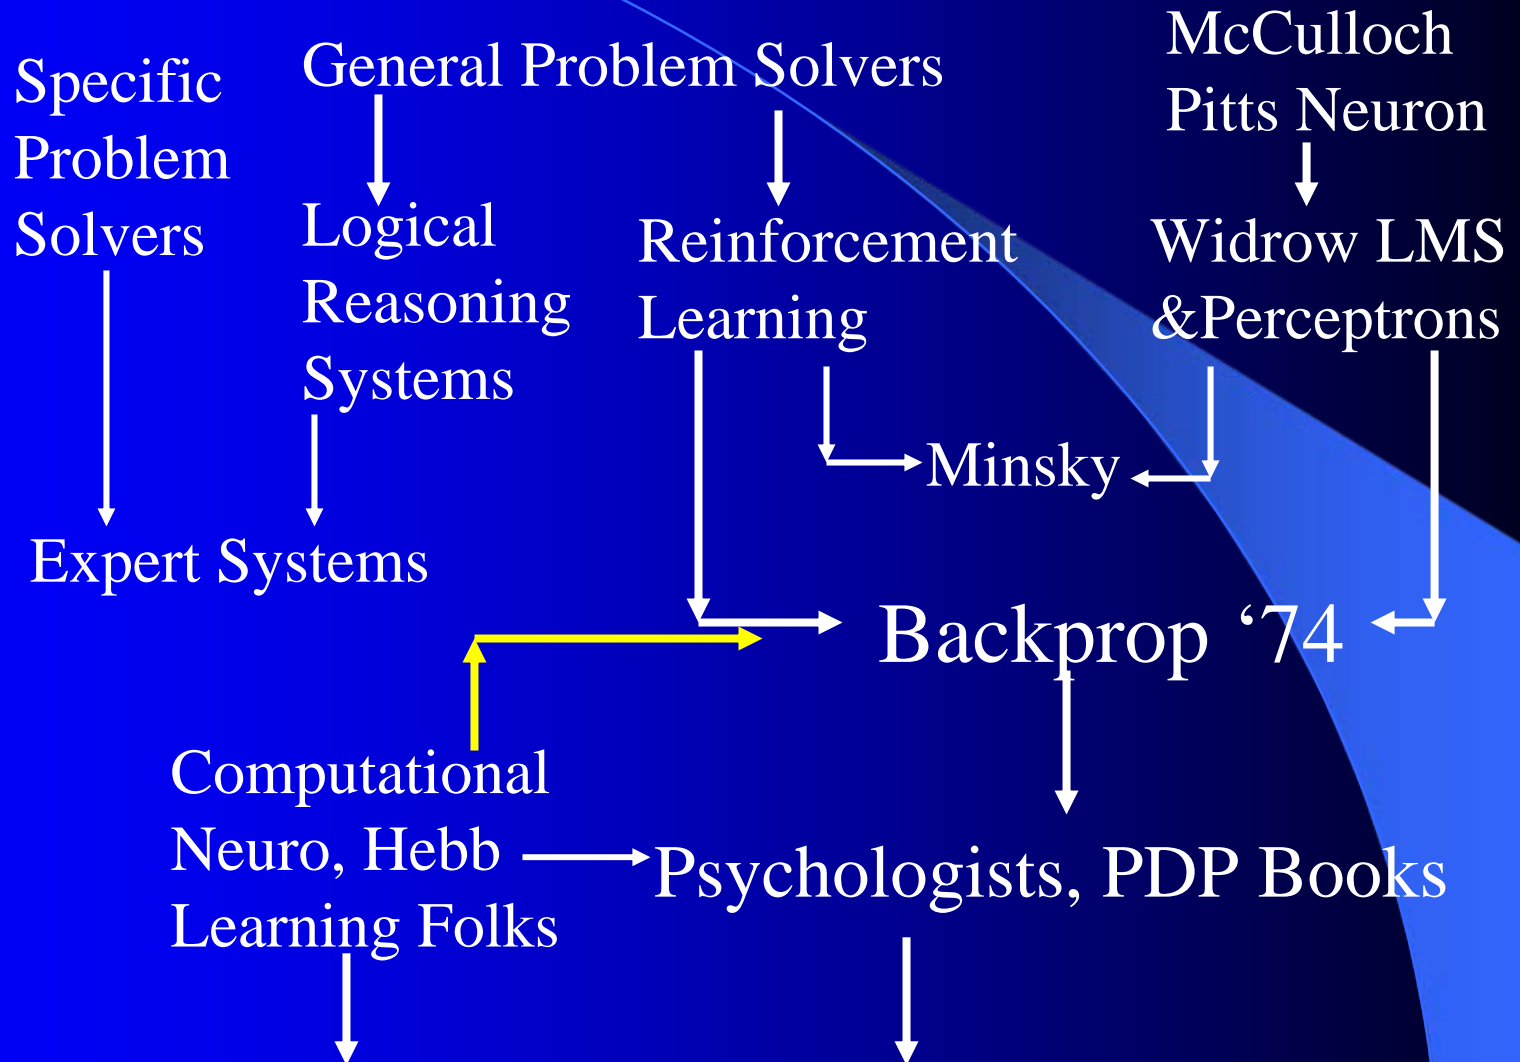 Specific
Problem
Solvers
General Problem Solvers
McCulloch
Pitts Neuron
Logical
Reasoning
Systems
Reinforcement
Learning
Widrow LMS
&Perceptrons
Minsky
Expert Systems
Backprop ‘74
Computational
Neuro, Hebb
Learning Folks
Psychologists, PDP Books